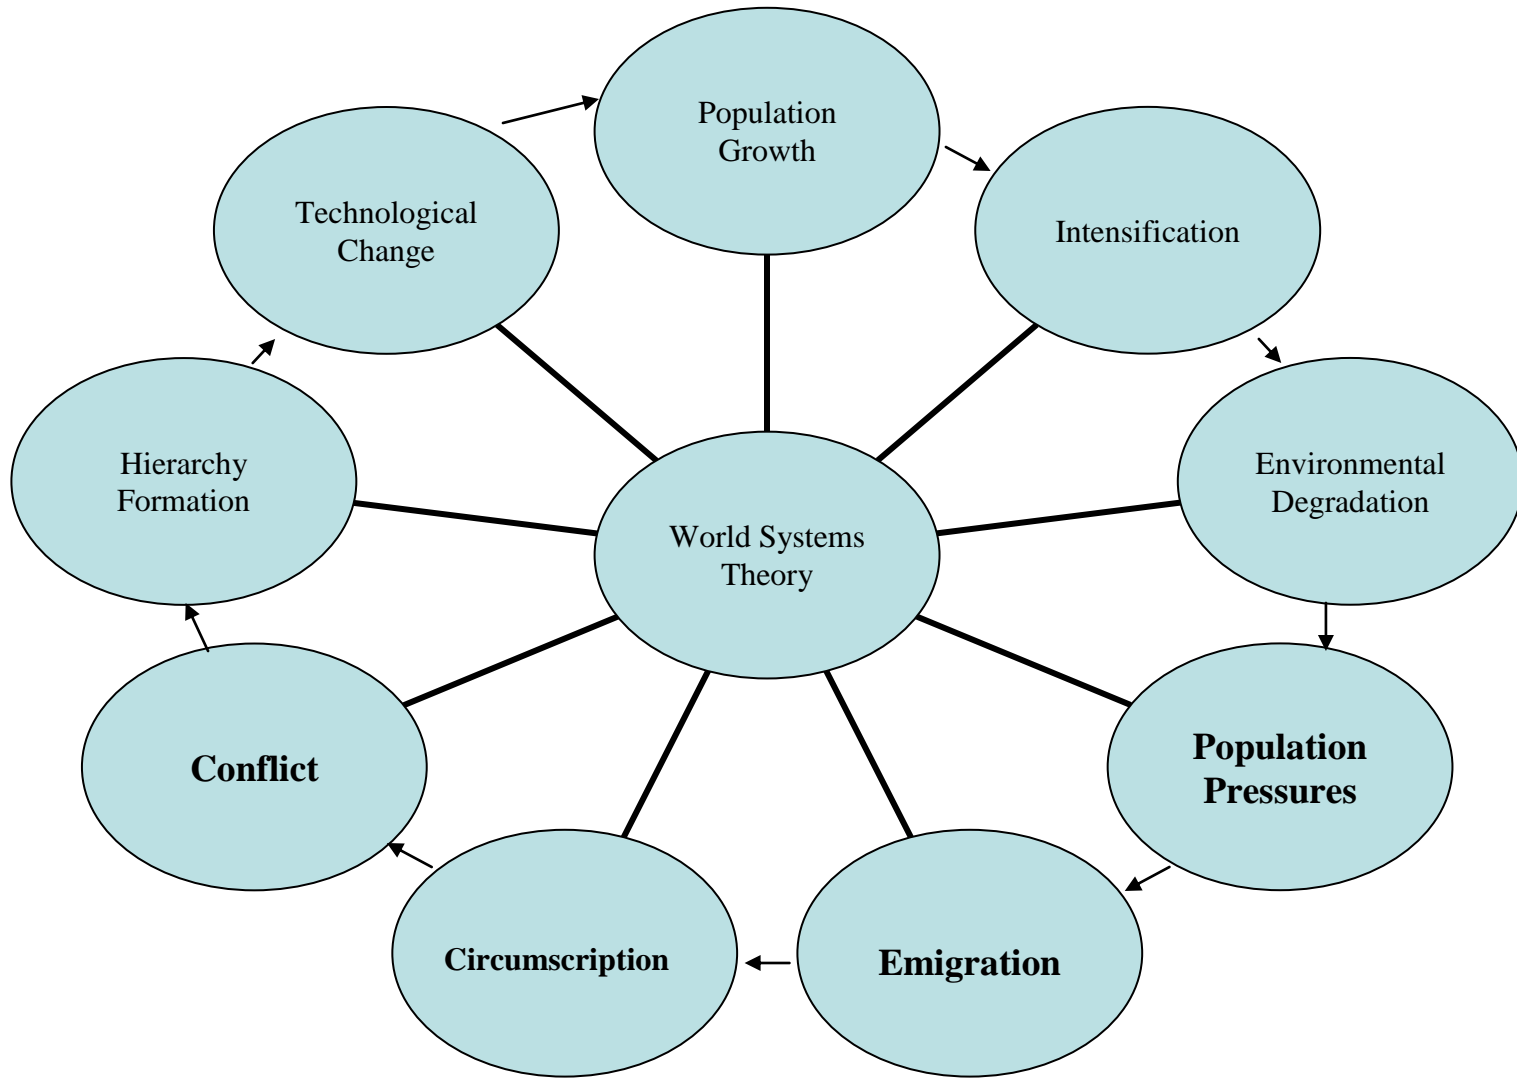 Population
Growth
Intensification
Environmental
Degradation
Population
Pressures
Emigration
Circumscription
Conflict
Hierarchy
Formation
Technological
Change
World Systems
Theory